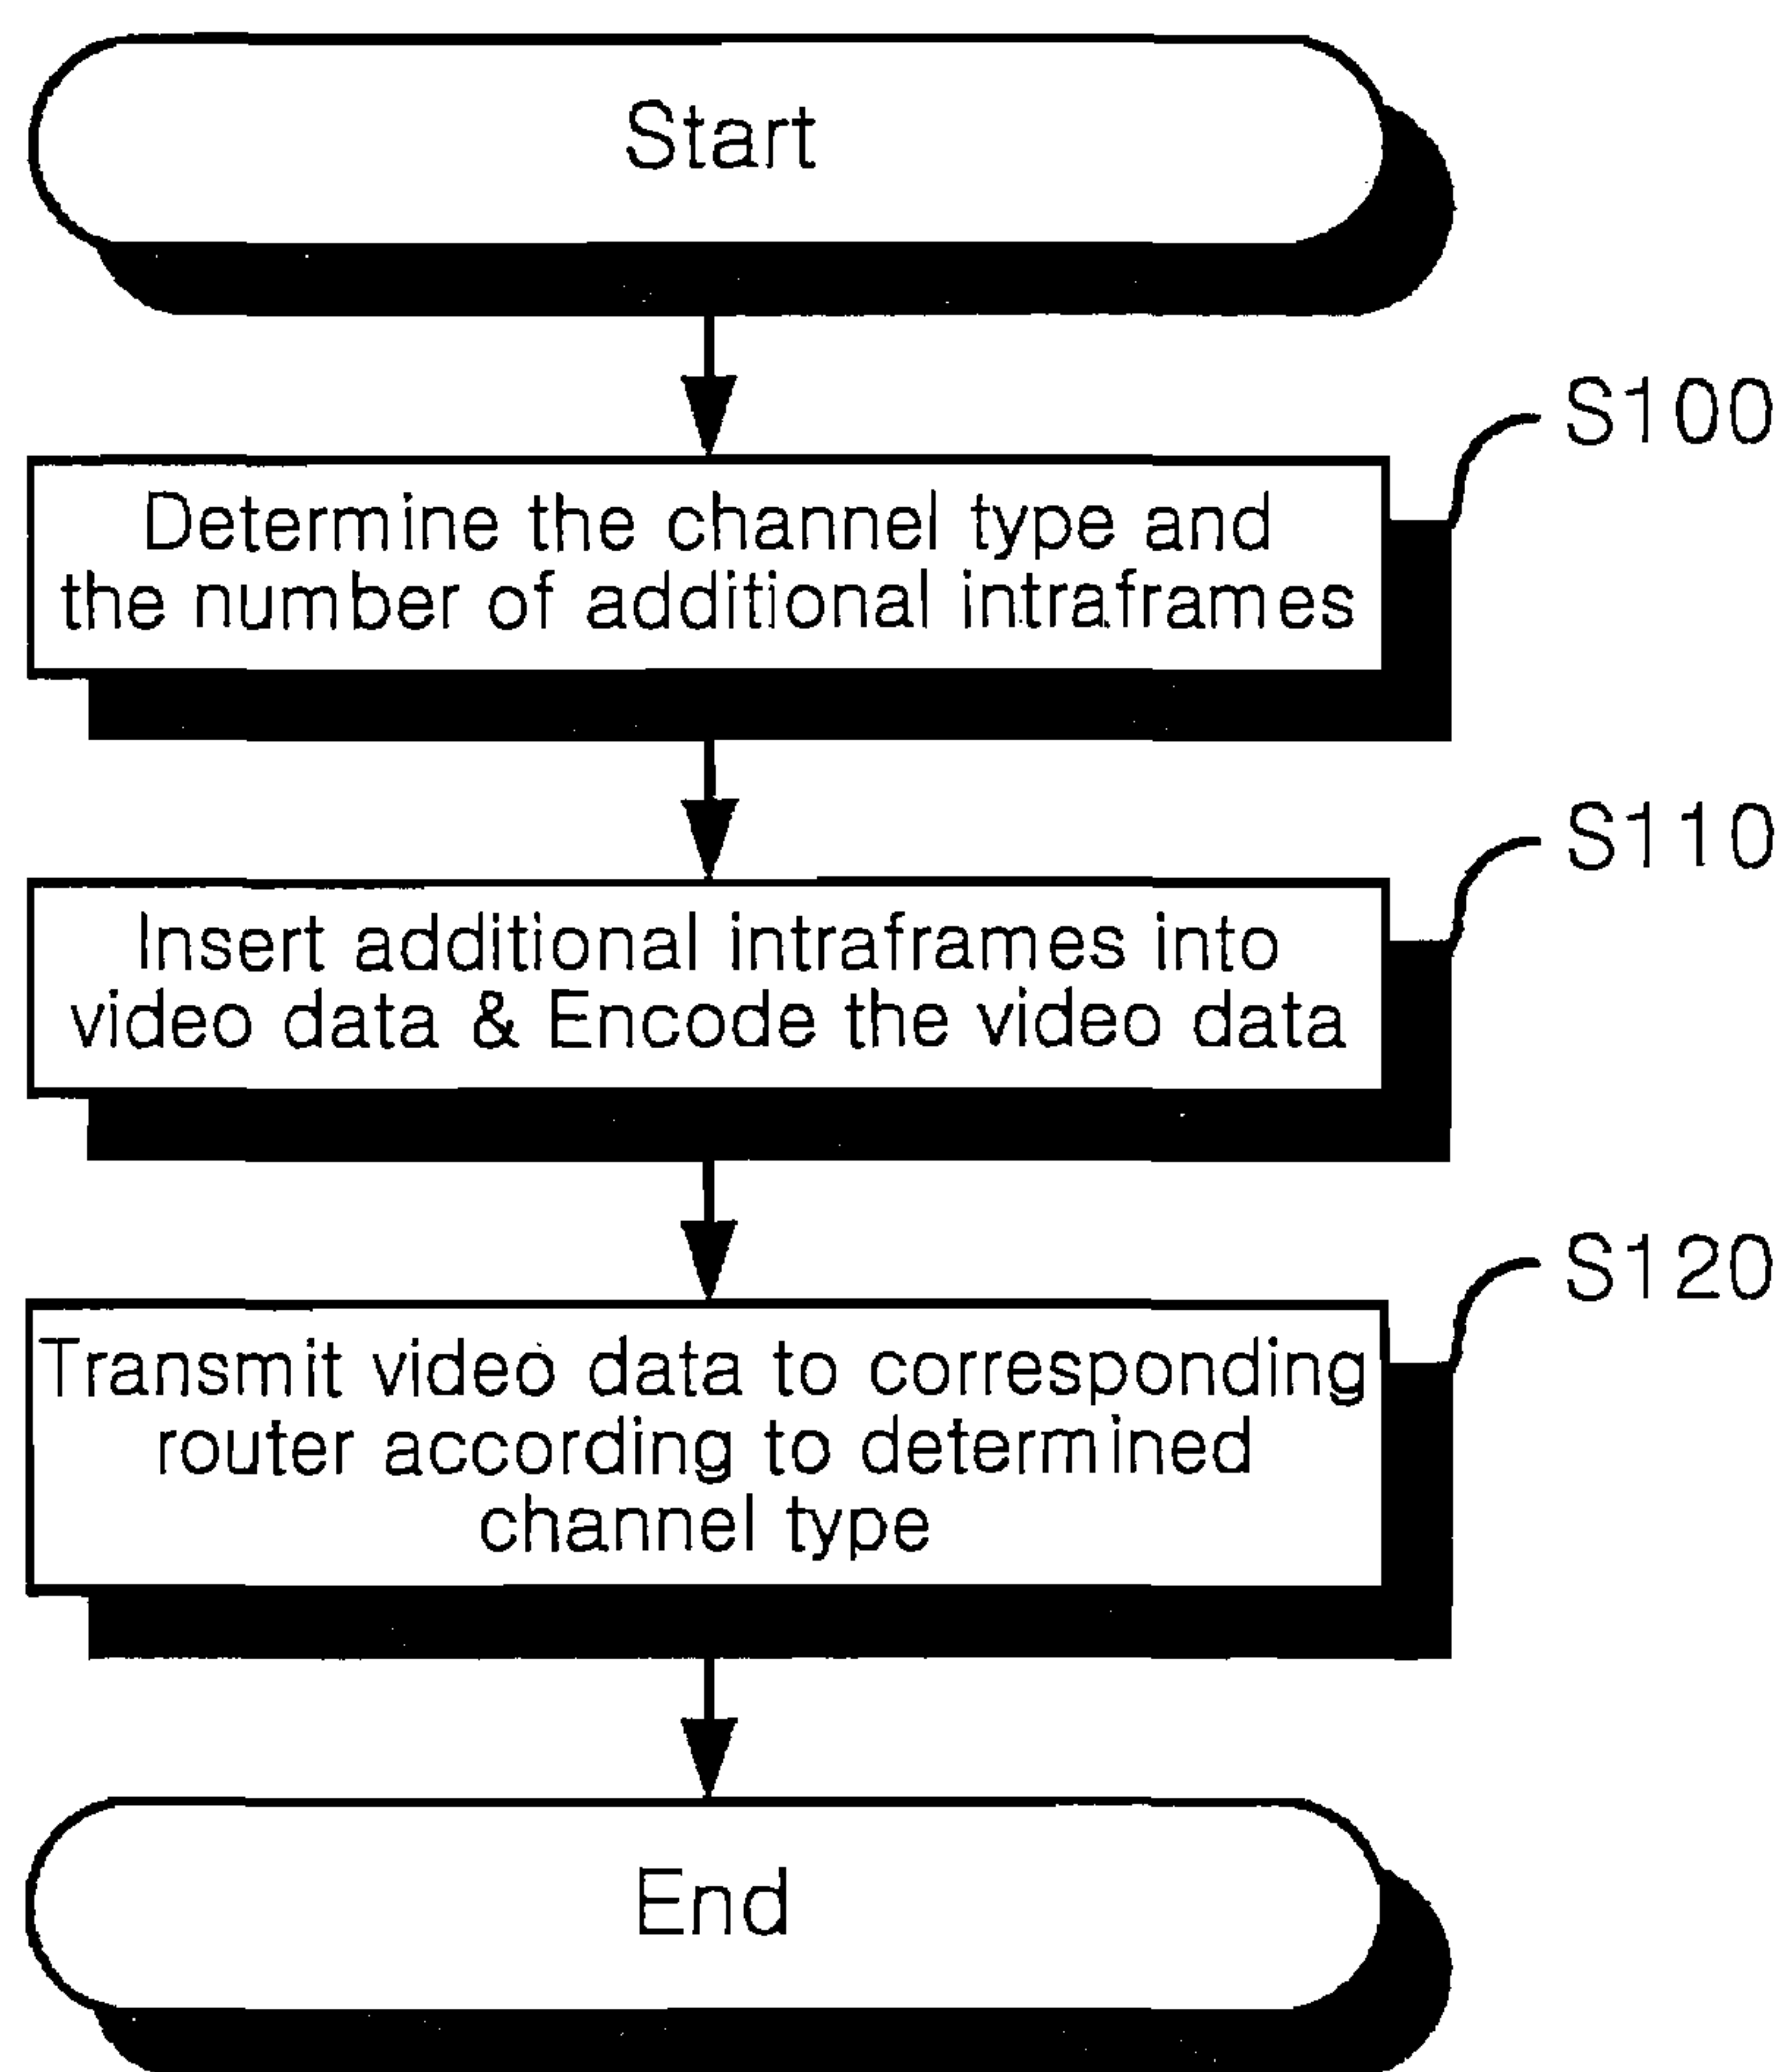 Start
S100
Determine the channel type and
the number of additional intraframes
S110
Insert additional intraframes into
video data & Encode the video data
S120
Transmit video data to corresponding
router according to determined
channel type
End